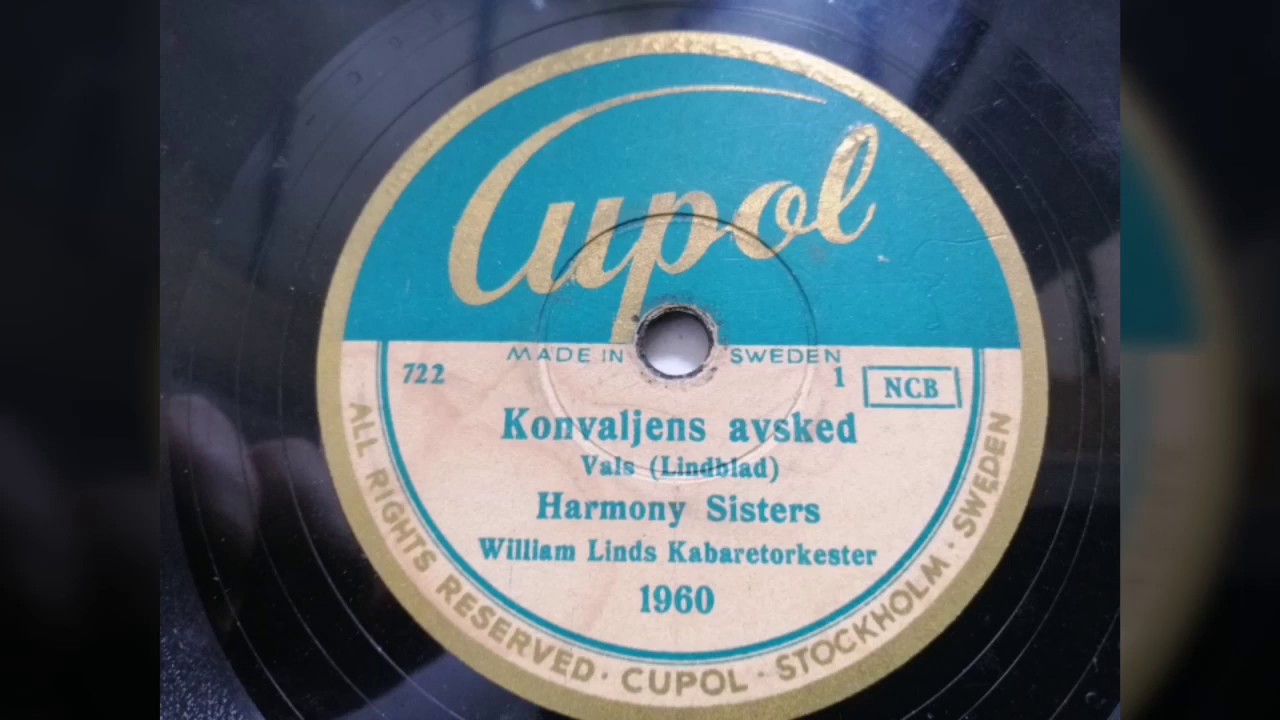 Cupol
MADE IN SWEDEN
722
1
NCB
Konvaljens avsked
Vals (Lindblad)
Harmony Sisters
William Linds Kabaretorkester
1960
ALL RIGHTS RESERVED · CUPOL · STOCKHOLM · SWEDEN